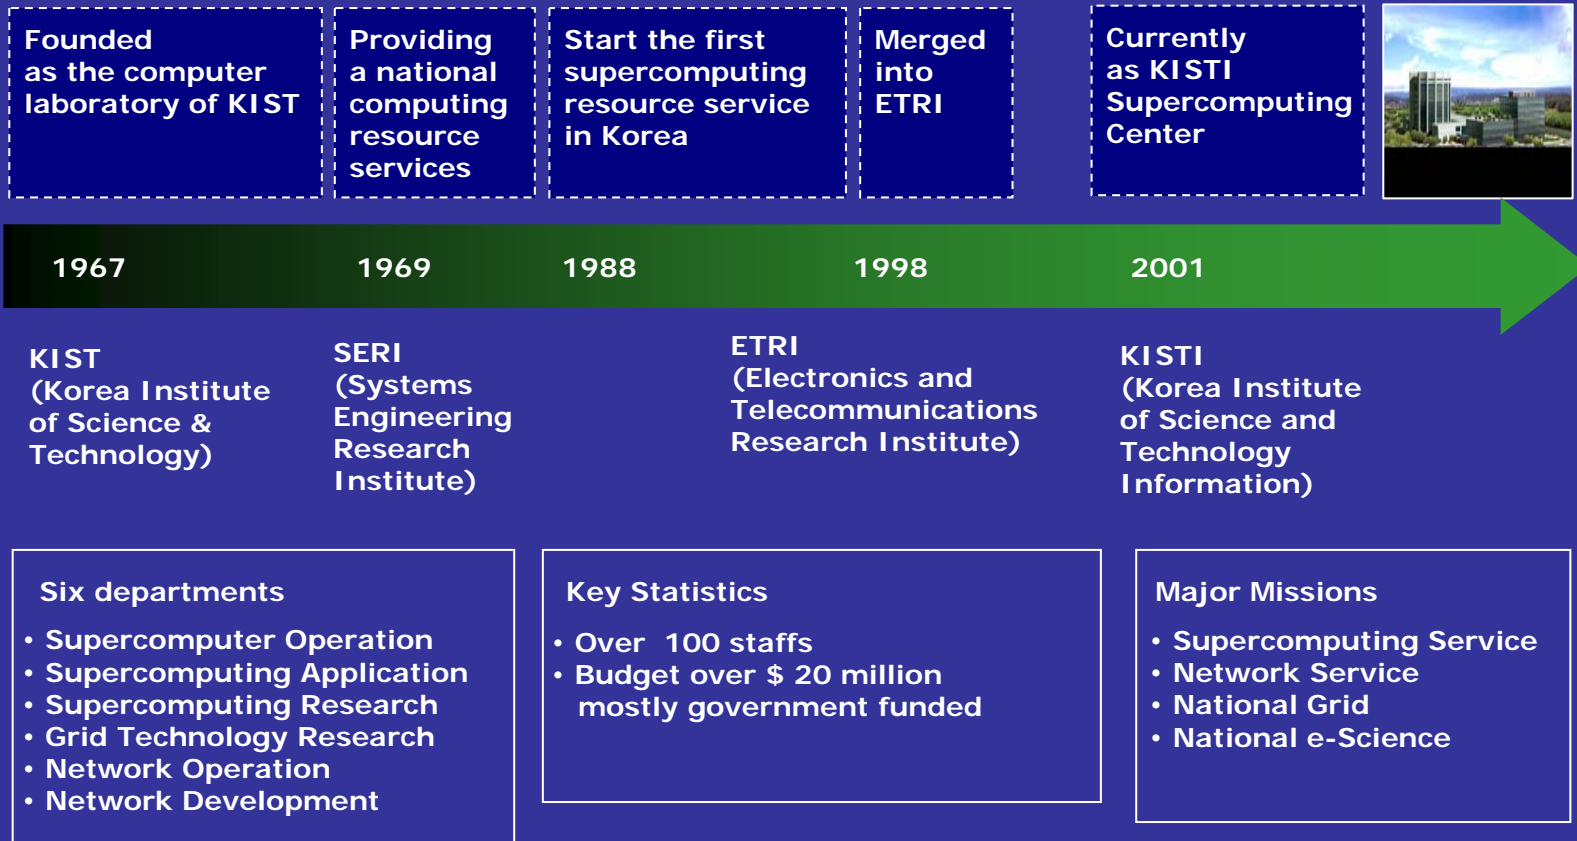 Founded
as the computer
laboratory of KIST
Providing
a national
computing
resource
services
Start the first
supercomputing
resource service
in Korea
Merged
into
ETRI
Currently
as KISTI
Supercomputing
Center
1967
1969
1988
1998
2001
KIST
(Korea Institute
of Science &
Technology)
SERI
(Systems
Engineering
Research
Institute)
ETRI
(Electronics and
Telecommunications
Research Institute)
KISTI
(Korea Institute
of Science and
Technology
Information)
Six departments
• Supercomputer Operation
• Supercomputing Application
• Supercomputing Research
• Grid Technology Research
• Network Operation
• Network Development
Key Statistics
• Over 100 staffs
• Budget over $ 20 million
mostly government funded
Major Missions
• Supercomputing Service
• Network Service
• National Grid
• National e-Science